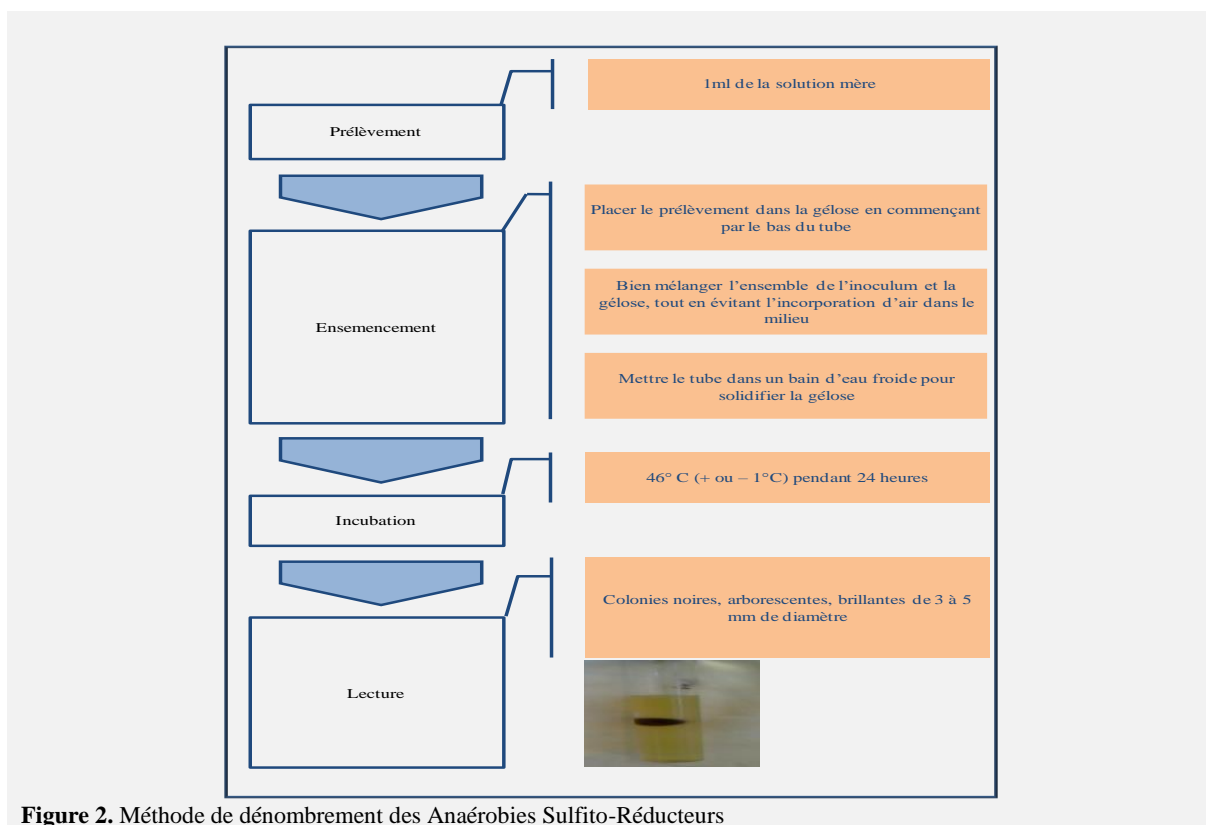 Prélèvement
1ml de la solution mère
Ensemencement
Placer le prélèvement dans la gélose en commençant
par le bas du tube
Bien mélanger l’ensemble de l’inoculum et la
gélose, tout en évitant l’incorporation d’air dans le
milieu
Mettre le tube dans un bain d’eau froide pour
solidifier la gélose
Incubation
46° C (+ ou – 1°C) pendant 24 heures
Lecture
Colonies noires, arborescentes, brillantes de 3 à 5
mm de diamètre
Figure 2. Méthode de dénombrement des Anaérobies Sulfito-Réducteurs